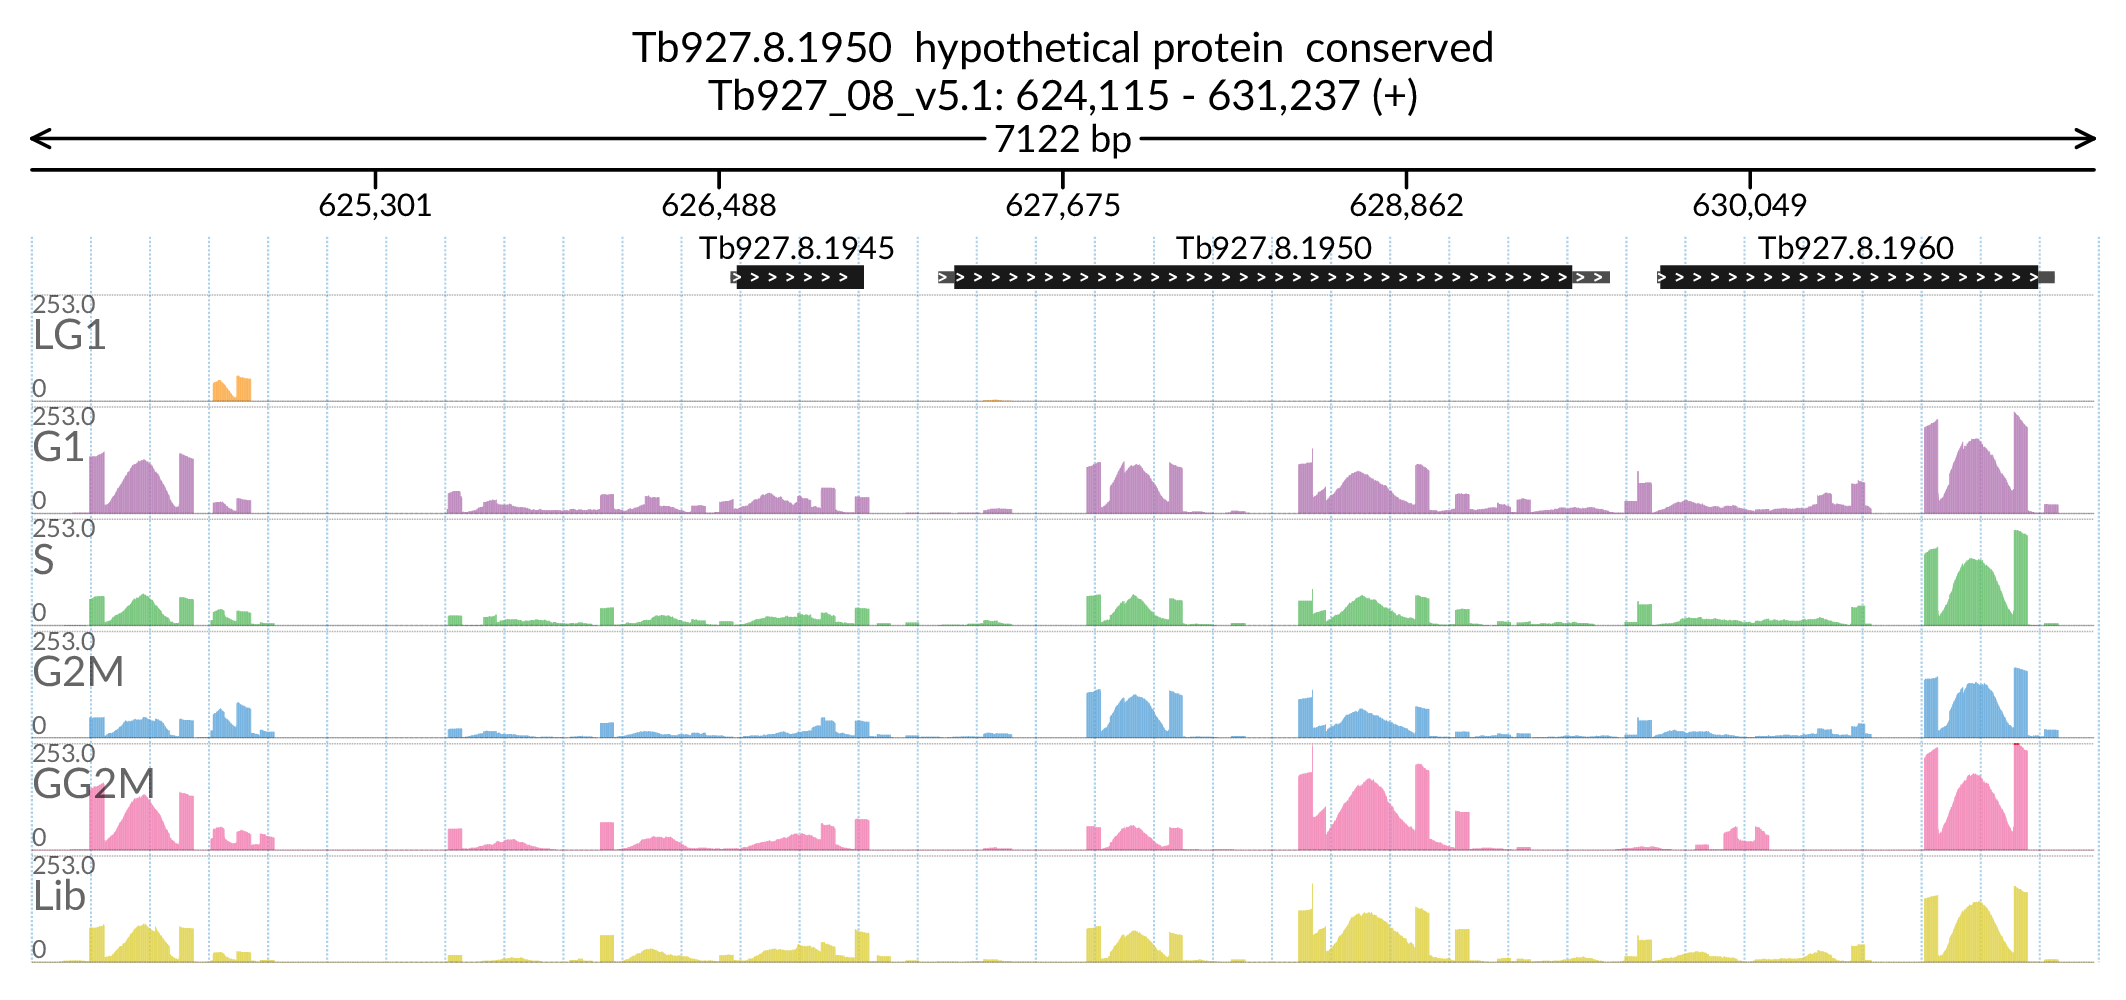 Tb927.8.1950 hypothetical protein conserved
Tb927_08_v5.1: 624,115 - 631,237 (+)
7122 bp
625,301 626,488 627,675 628,862 630,049
Tb927.8.1945 Tb927.8.1950 Tb927.8.1960
253.0
LG1
0
253.0
G1
0
253.0
S
0
253.0
G2M
0
253.0
GG2M
0
253.0
Lib
0